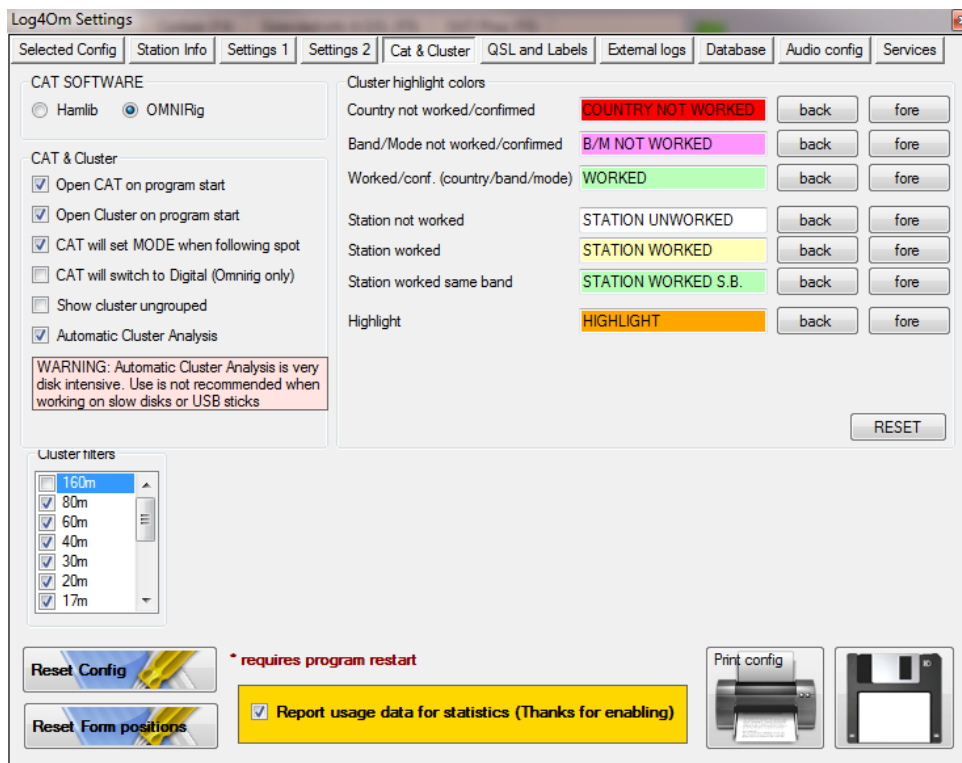 Log4Om Settings
Selected Config Station Info Settings 1 Settings 2 Cat & Cluster QSL and Labels External logs Database Audio config Services
CAT SOFTWARE
Hamlib OMNIRig
CAT & Cluster
Open CAT on program start
Open Cluster on program start
CAT will set MODE when following spot
CAT will switch to Digital (Omnirig only)
Show cluster ungrouped
Automatic Cluster Analysis
WARNING: Automatic Cluster Analysis is very
disk intensive. Use is not recommended when
working on slow disks or USB sticks
Cluster highlight colors
Country not worked/confirmed COUNTRY NOT WORKED back fore
Band/Mode not worked/confirmed B/M NOT WORKED back fore
Worked/conf. (country/band/mode) WORKED back fore
Station not worked STATION UNWORKED back fore
Station worked STATION WORKED back fore
Station worked same band STATION WORKED S.B. back fore
Highlight HIGHLIGHT back fore
RESET
Cluster filters
160m
80m
60m
40m
30m
20m
17m
Reset Config
Reset Form positions
* requires program restart
Report usage data for statistics (Thanks for enabling)
Print config